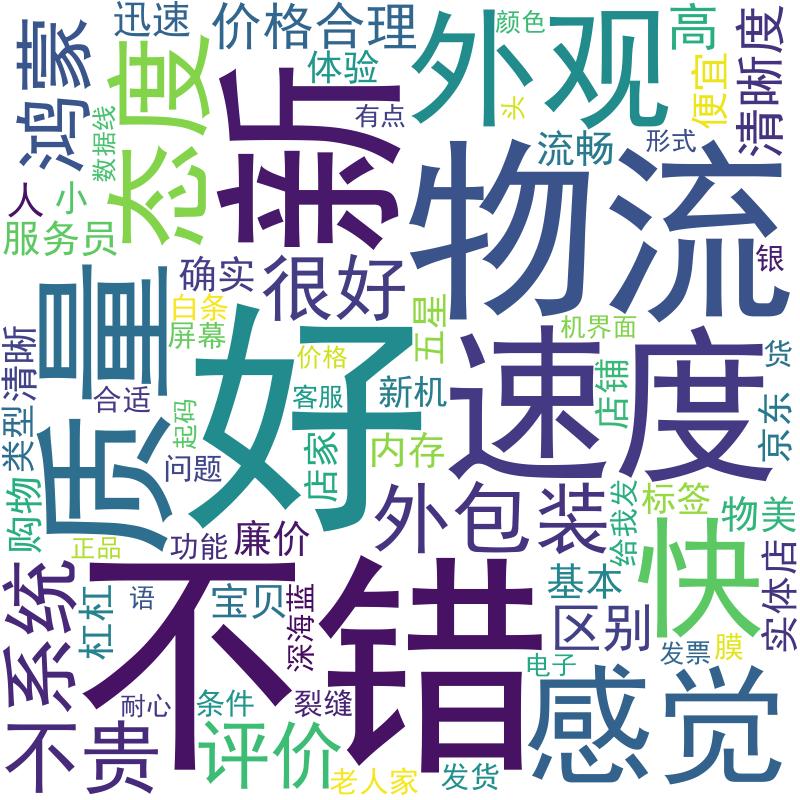 迅速
价格合理
外观
颜色
高
清晰度
鸿蒙
态度
新
体验
便宜
有点
头
数据线
流畅
形式
物流
人
小
服务员
质量
确实
很好
银
白条
屏幕
五星
机界面
好
速度
清晰
价格
货
类型
合适
客服
新机
店铺
京东
起码
店家
内存
问题
购物
外包装
给我发
标签
物美
正品
功能
廉价
快
实体店
不错
系统
杠杠
语
宝贝
深海蓝
基本
区别
发票
膜
电子
感觉
耐心
条件
裂缝
不贵
评价
老人家
发货